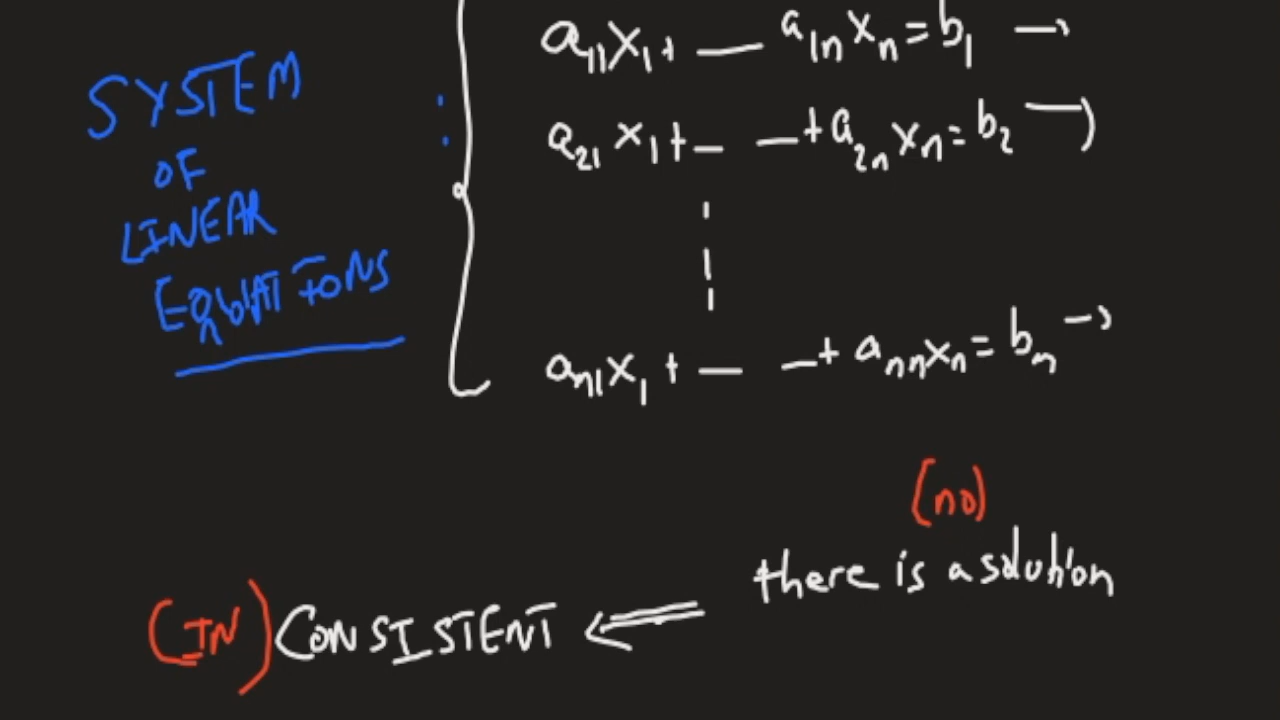 a₁₁x₁+ — a₁ₙxₙ=b₁ →
a₂₁x₁+ — —+a₂ₙxₙ=b₂ →
aₙ₁x₁+ — —+aₙₙxₙ=bₙ →
SYSTEM
OF
LINEAR
EQUATIONS
(no)
there is a solution
(IN)CONSISTENT ⇐